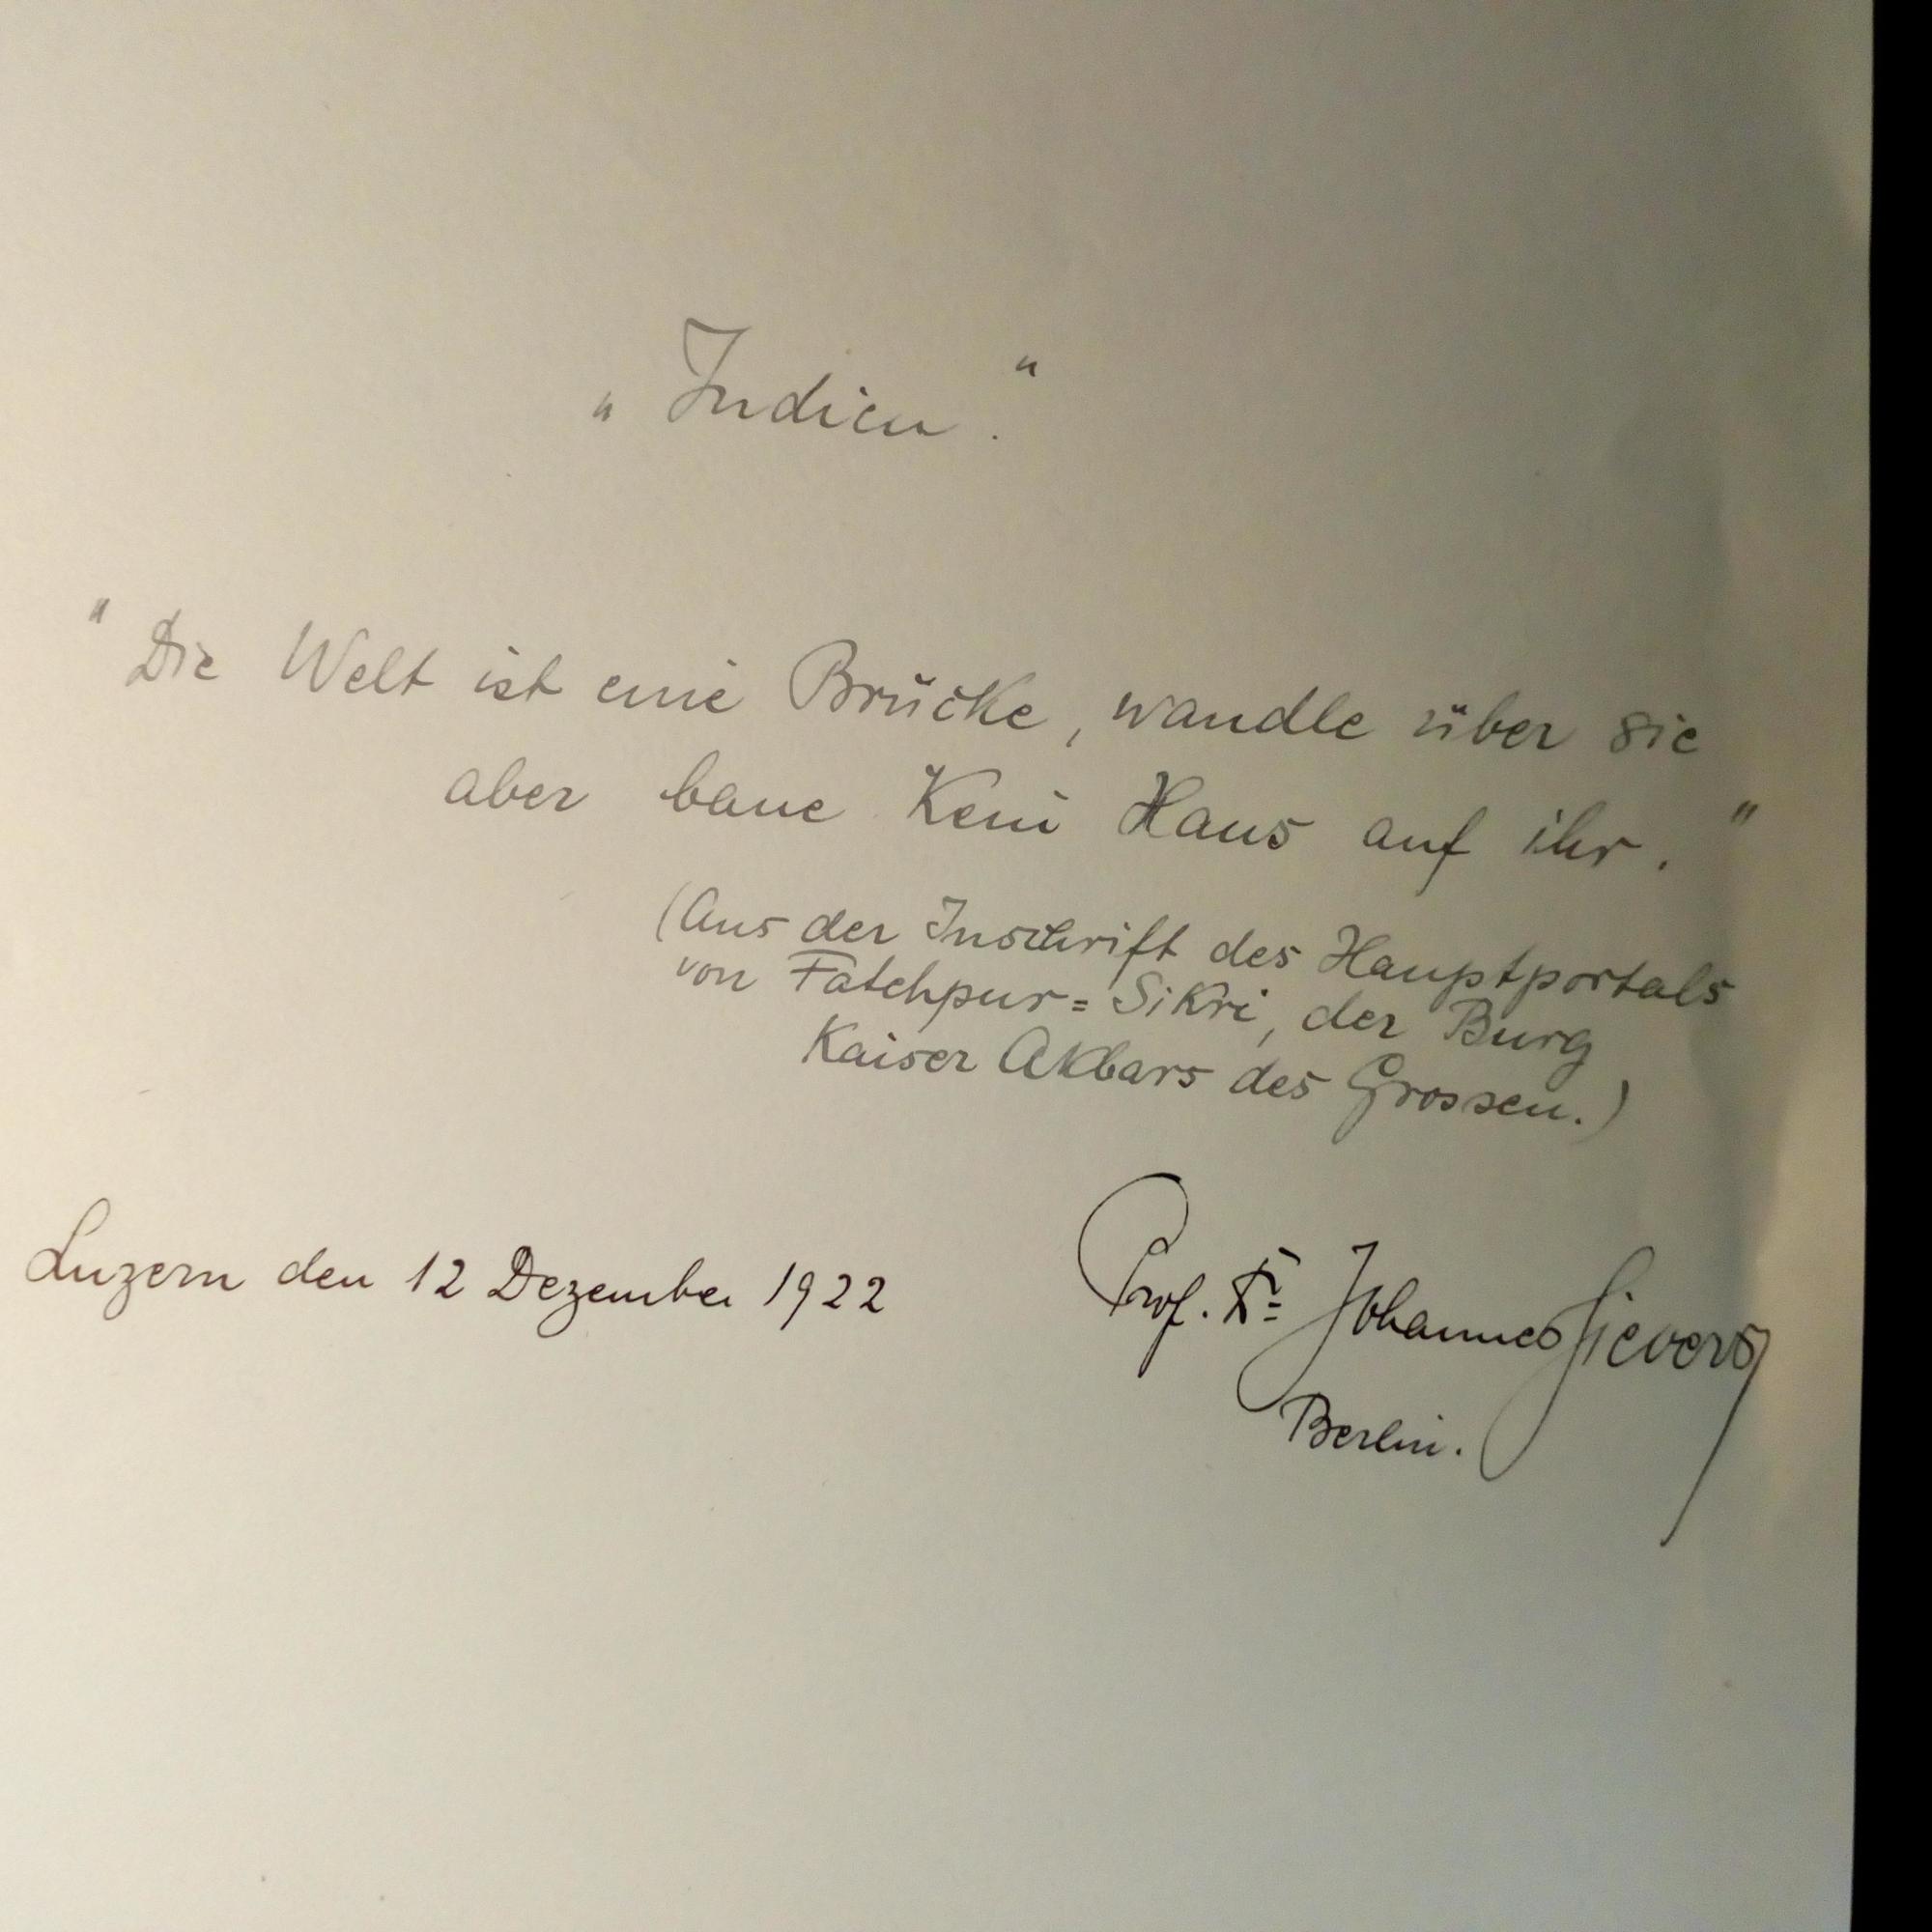 „Indien."
"Die Welt ist eine Brücke, wandle über sie
aber baue Kein Haus auf ihr."
(Aus der Inschrift des Hauptportals
von Fatehpur=Sikri, der Burg
Kaiser Akbars des Grossen.)
Luzern den 12 Dezember 1922
Prof. Dr= Johannes Sievers
Berlin.